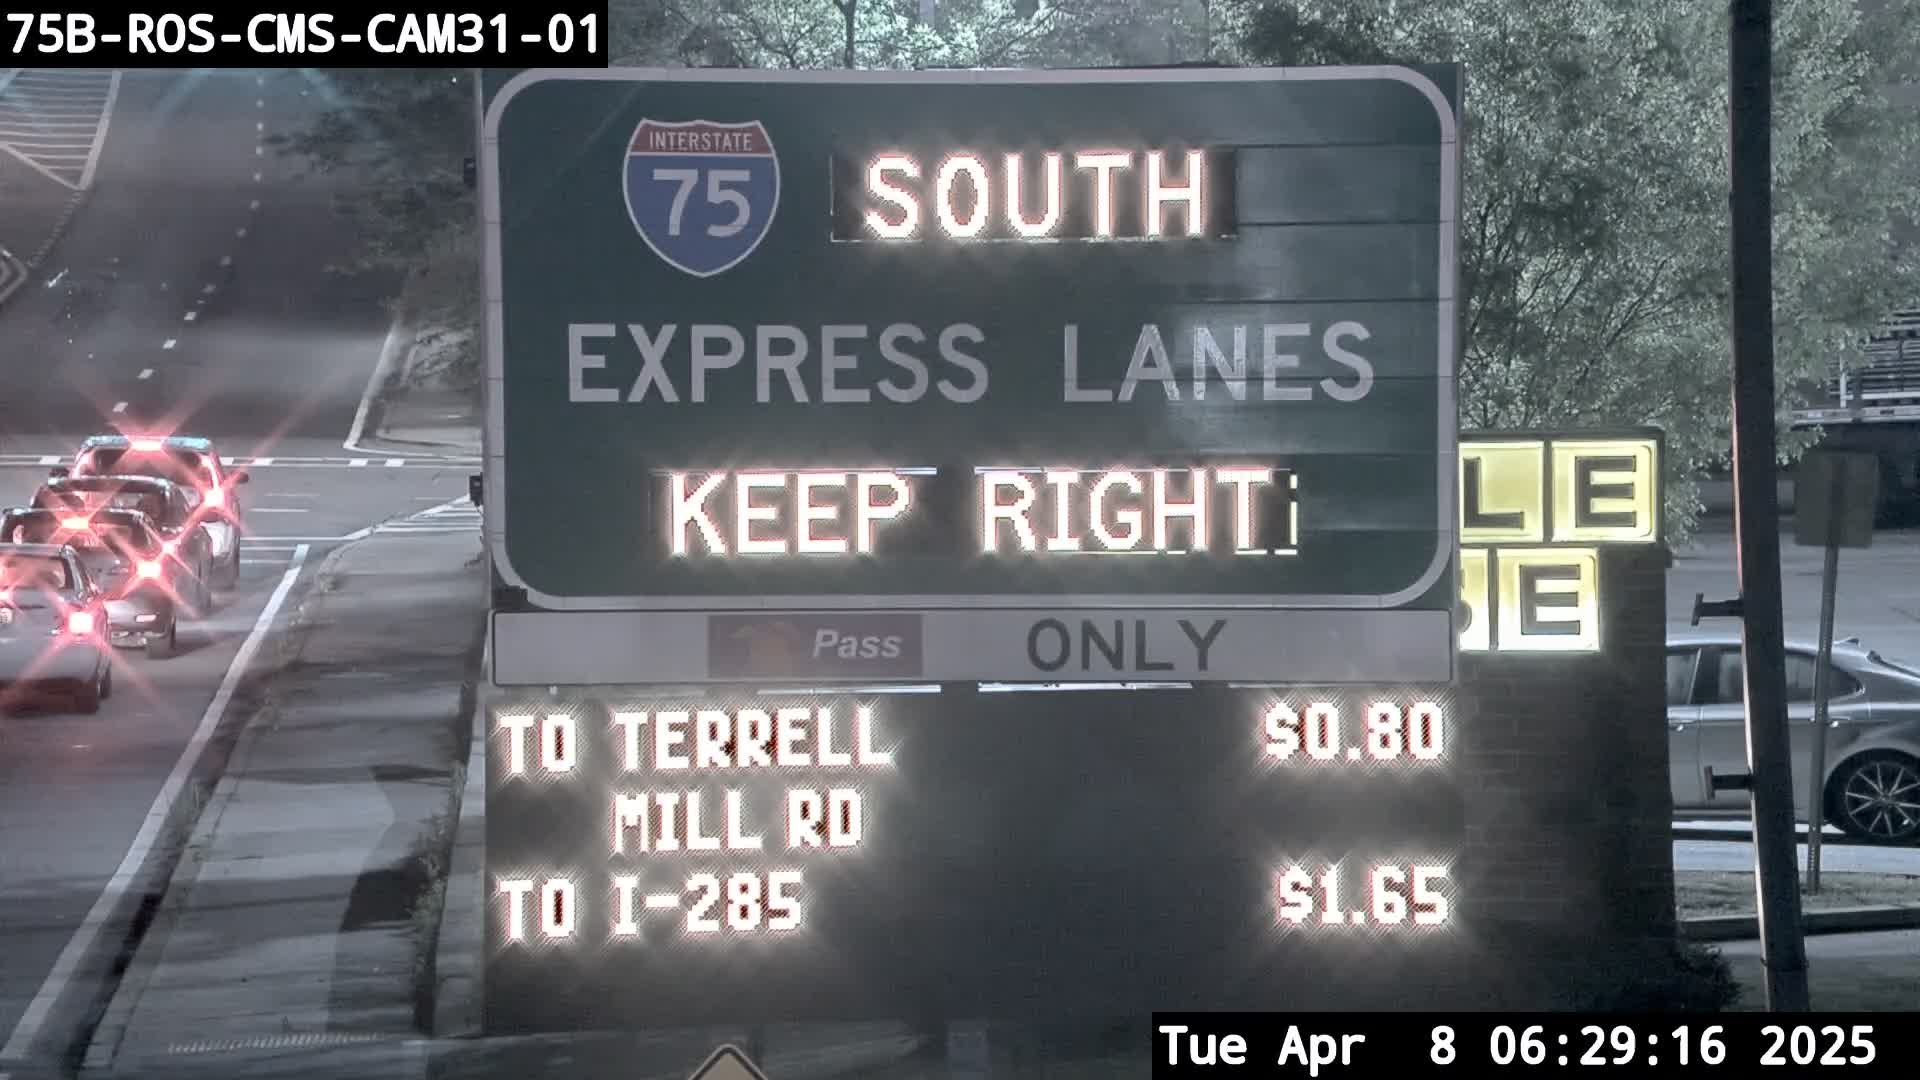 75B-ROS-CMS-CAM31-01
INTERSTATE
75
SOUTH
EXPRESS LANES
KEEP RIGHT
Pass ONLY
TO TERRELL $0.80
MILL RD
TO I-285 $1.65
LE
E
Tue Apr 8 06:29:16 2025